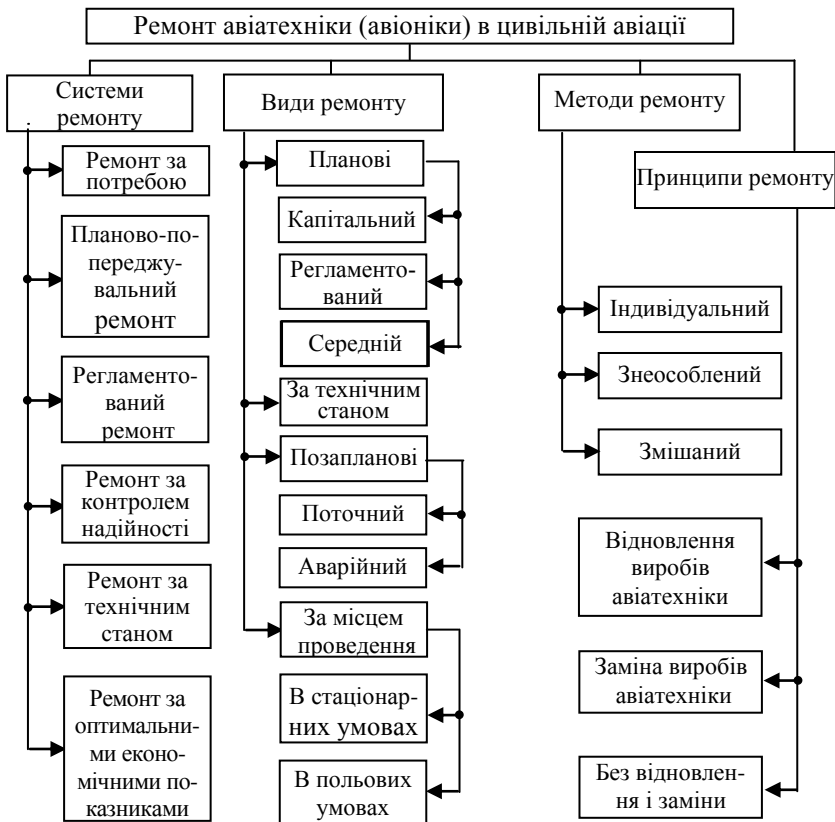 Ремонт авіатехніки (авіоніки) в цивільній авіації
Системи
ремонту
Ремонт за
потребою
Планово-по-
переджу-
вальний
ремонт
Регламенто-
ований
ремонт
Ремонт за
контролем
надійності
Ремонт за
технічним
станом
Ремонт за
оптимальни-
ми еконо-
мічними по-
казниками
Види ремонту
Планові
Капітальний
Регламенто-
ований
Середній
За технічним
станом
Позапланові
Поточний
Аварійний
За місцем
проведення
В стаціонар-
них умовах
В польових
умовах
Методи ремонту
Індивідуальний
Знеособлений
Змішаний
Принципи ремонту
Відновлення
виробів
авіатехніки
Заміна виробів
авіатехніки
Без відновлен-
ня і заміни